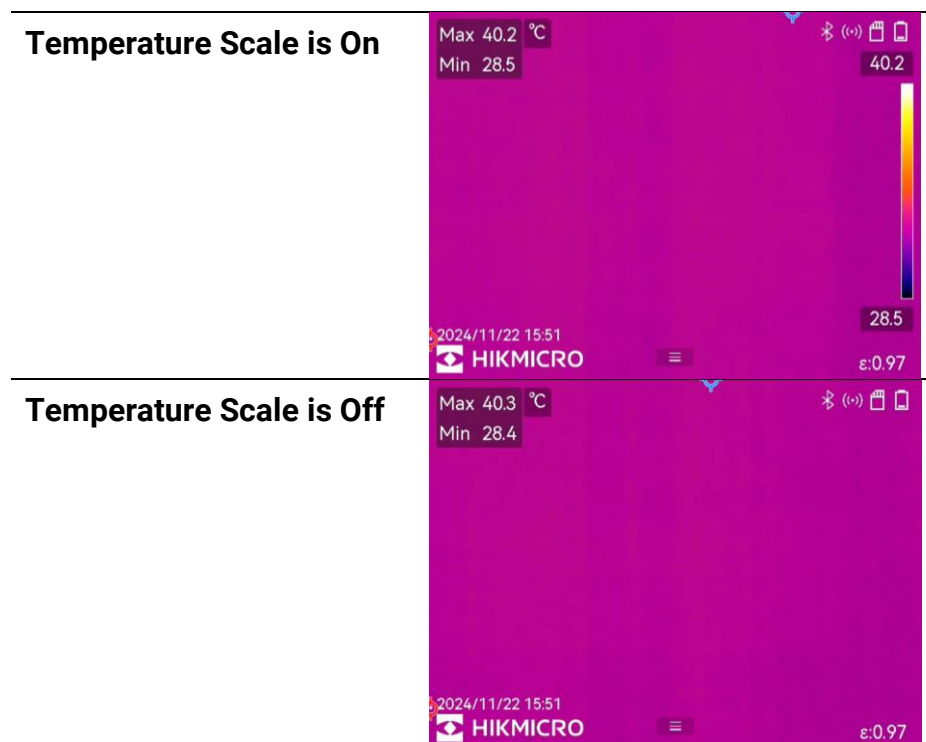 Temperature Scale is On
Max 40.2 ℃
Min 28.5
40.2
28.5
2024/11/22 15:51
HIKMICRO
ε:0.97
Temperature Scale is Off
Max 40.3 ℃
Min 28.4
2024/11/22 15:51
HIKMICRO
ε:0.97